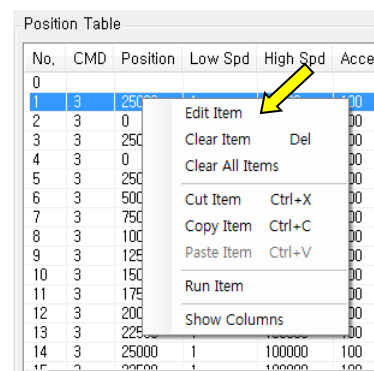 Position Table
No, CMD Position Low Spd High Spd Acce
0
1 3
2 3 0
3 3
4 3 0
5 3
6 3
7 3
8 3
9 3
10 3
11 3
12 3
13 3
14 3 25000 1 100000 100
Edit Item
Clear Item Del
Clear All Items
Cut Item Ctrl+X
Copy Item Ctrl+C
Paste Item Ctrl+V
Run Item
Show Columns